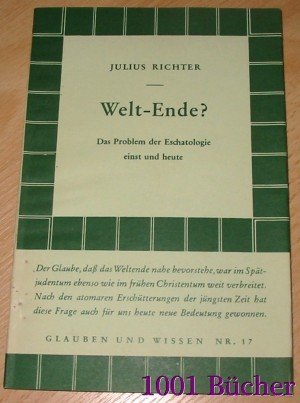 JULIUS RICHTER
Welt-Ende?
Das Problem der Eschatologie
einst und heute
„Der Glaube, daß das Weltende nahe bevorstehe, war im Spät-
judentum ebenso wie im frühen Christentum weit verbreitet.
Nach den atomaren Erschütterungen der jüngsten Zeit hat
diese Frage auch für uns heute neue Bedeutung gewonnen.
GLAUBEN UND WISSEN NR. 17
1001 Bücher